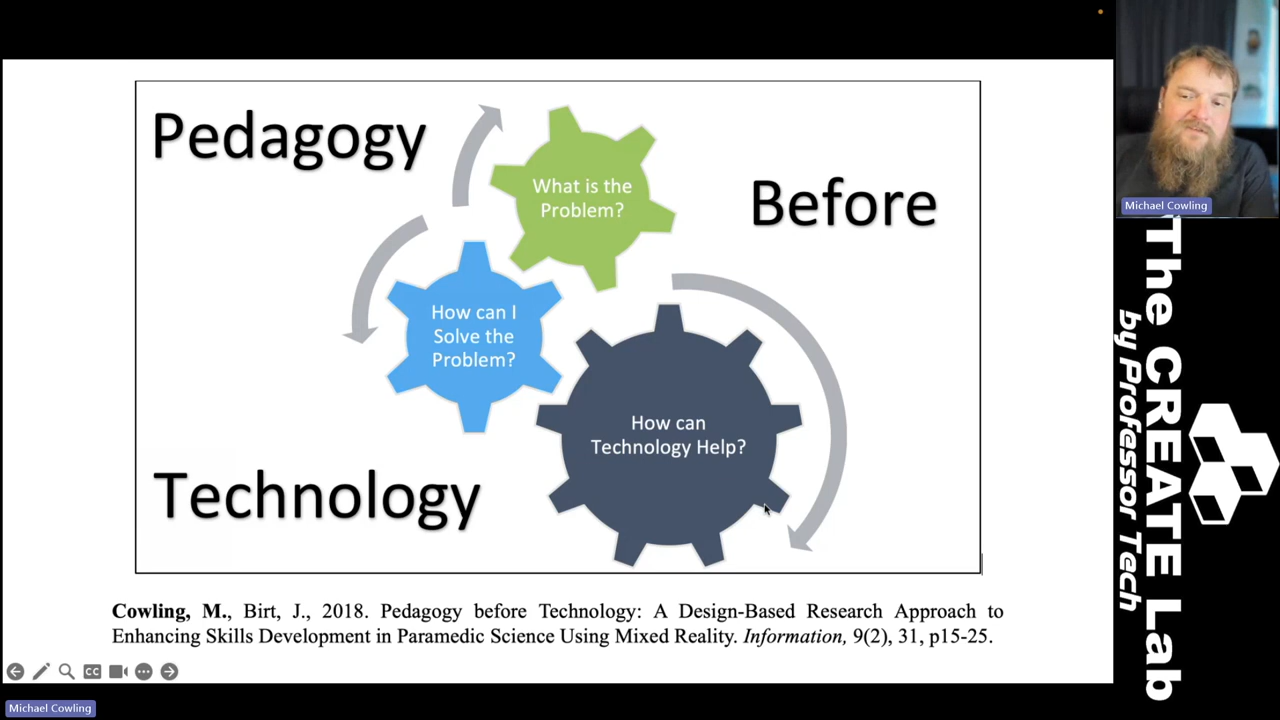 Pedagogy
Before
Technology
What is the
Problem?
How can I
Solve the
Problem?
How can
Technology Help?
Cowling, M., Birt, J., 2018. Pedagogy before Technology: A Design-Based Research Approach to
Enhancing Skills Development in Paramedic Science Using Mixed Reality. Information, 9(2), 31, p15-25.
CC
Michael Cowling
The CREATE Lab
by Professor Tech
Michael Cowling